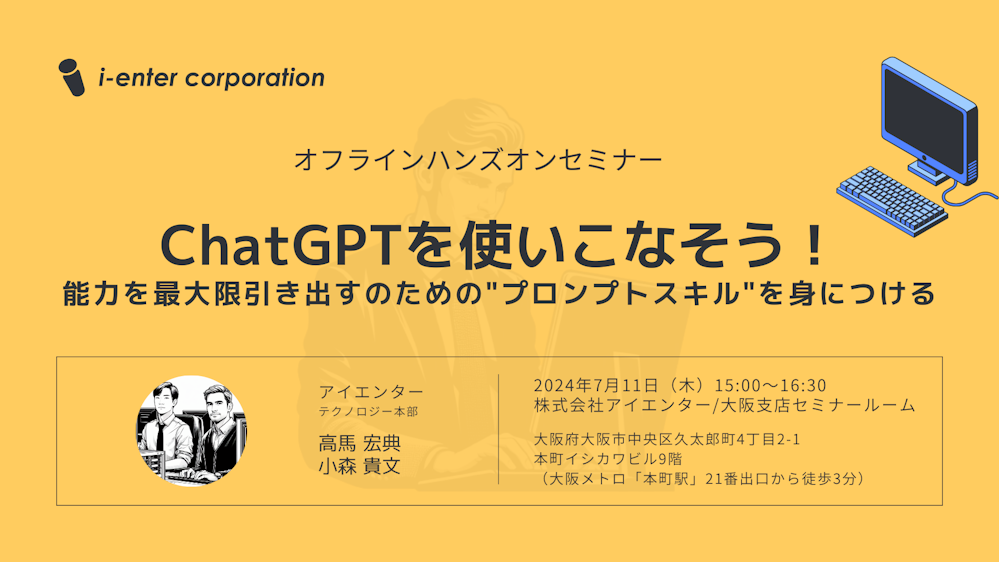 i-enter corporation
オフラインハンズオンセミナー
ChatGPTを使いこなそう！
能力を最大限引き出すのための"プロンプトスキル"を身につける
アイエンター
テクノロジー本部
高馬 宏典
小森 貴文
2024年7月11日（木）15:00〜16:30
株式会社アイエンター/大阪支店セミナールーム
大阪府大阪市中央区久太郎町4丁目2-1
本町イシカワビル9階
（大阪メトロ「本町駅」21番出口から徒歩3分）